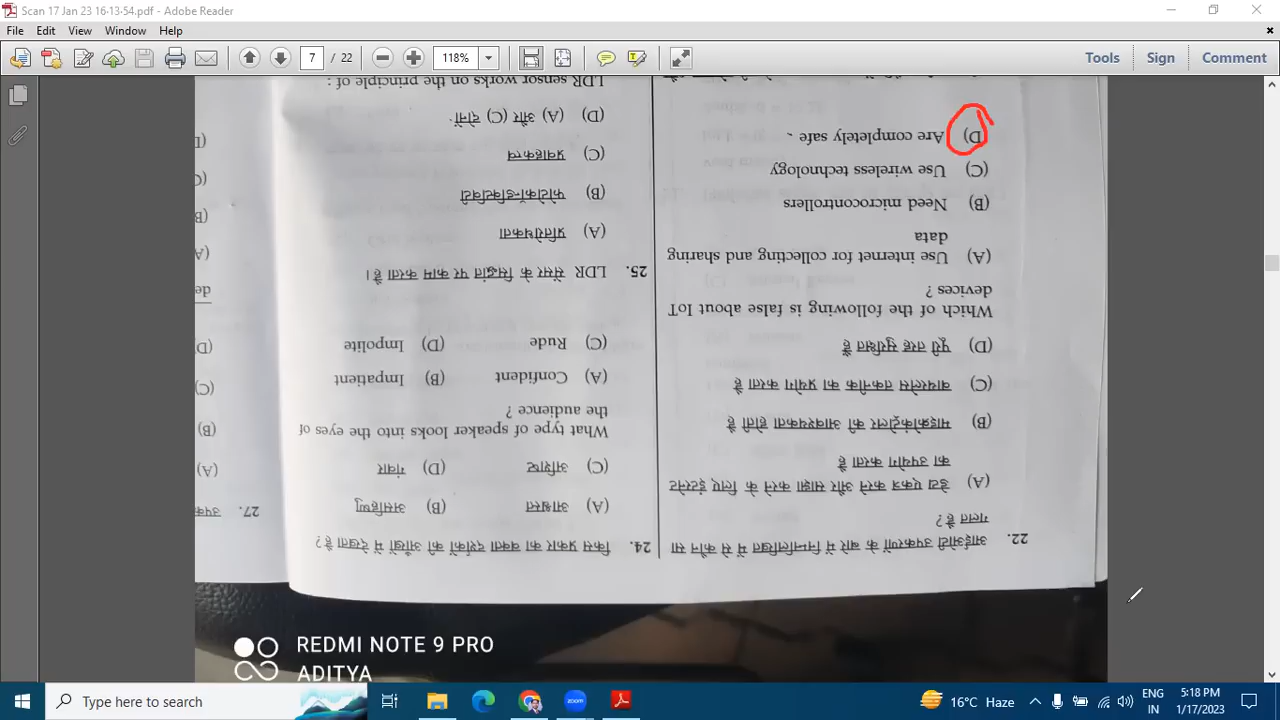 Scan 17 Jan 23 16-13-54.pdf - Adobe Reader
File Edit View Window Help
7 / 22 118% Tools Sign Comment
22. आईओटी उपकरणों के बारे में निम्नलिखित में से कौन सा
गलत है ?
(A) डेटा एकत्र करने और साझा करने के लिए इंटरनेट
का उपयोग करता है
(B) माइक्रोकंट्रोलर की आवश्यकता होती है
(C) वायरलेस तकनीक का प्रयोग करता है
(D) पूरी तरह सुरक्षित हैं
Which of the following is false about IoT
devices ?
(A) Use internet for collecting and sharing
data
(B) Need microcontrollers
(C) Use wireless technology
(D) Are completely safe
24. किस प्रकार का वक्ता दर्शकों की आँखों में देखता है ?
(A) आश्वस्त (B) असहिष्णु
(C) अशिष्ट (D) गंवार
What type of speaker looks into the eyes of
the audience ?
(A) Confident (B) Impatient
(C) Rude (D) Impolite
25. LDR सेंसर के सिद्धांत पर काम करता है ।
(A) प्रतिरोधकता
(B) फोटोकॉन्डक्टिविटी
(C) प्रवाहकत्त्व
(D) (A) और (C) दोनों
LDR sensor works on the principle of :
27. उपक
(A)
(B)
(C)
(D)
de
(A)
(B)
(C)
(D)
REDMI NOTE 9 PRO
ADITYA
Type here to search
16°C Haze
ENG
IN
5:18 PM
1/17/2023